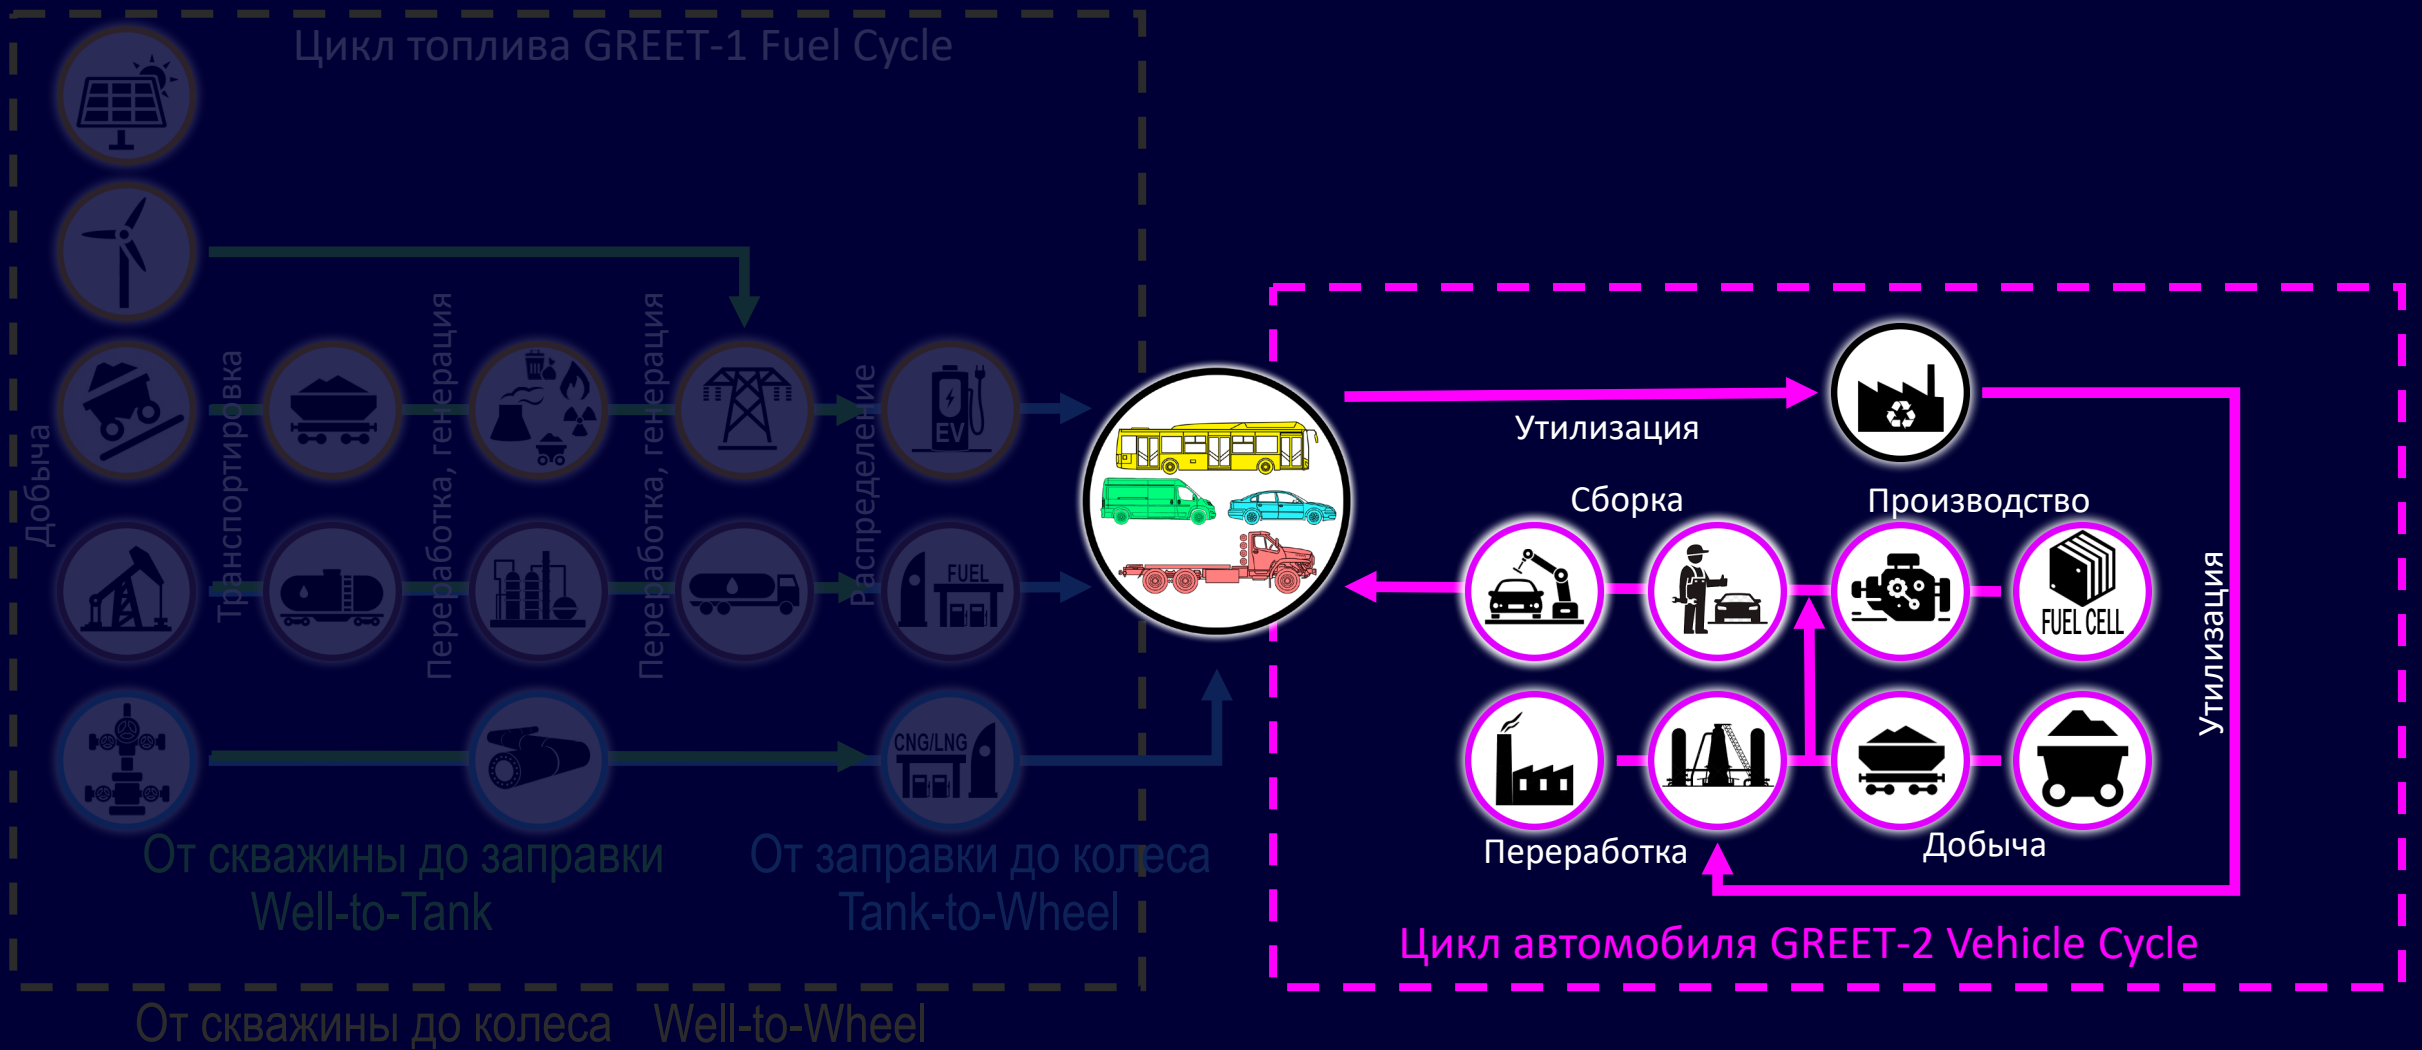 Цикл топлива GREET-1 Fuel Cycle
Добыча
Транспортировка
Переработка, генерация
Переработка, генерация
Распределение
EV
FUEL
CNG/LNG
От скважины до заправки
Well-to-Tank
От заправки до колеса
Tank-to-Wheel
От скважины до колеса Well-to-Wheel
Утилизация
Сборка
Производство
FUEL CELL
Утилизация
Переработка
Добыча
Цикл автомобиля GREET-2 Vehicle Cycle